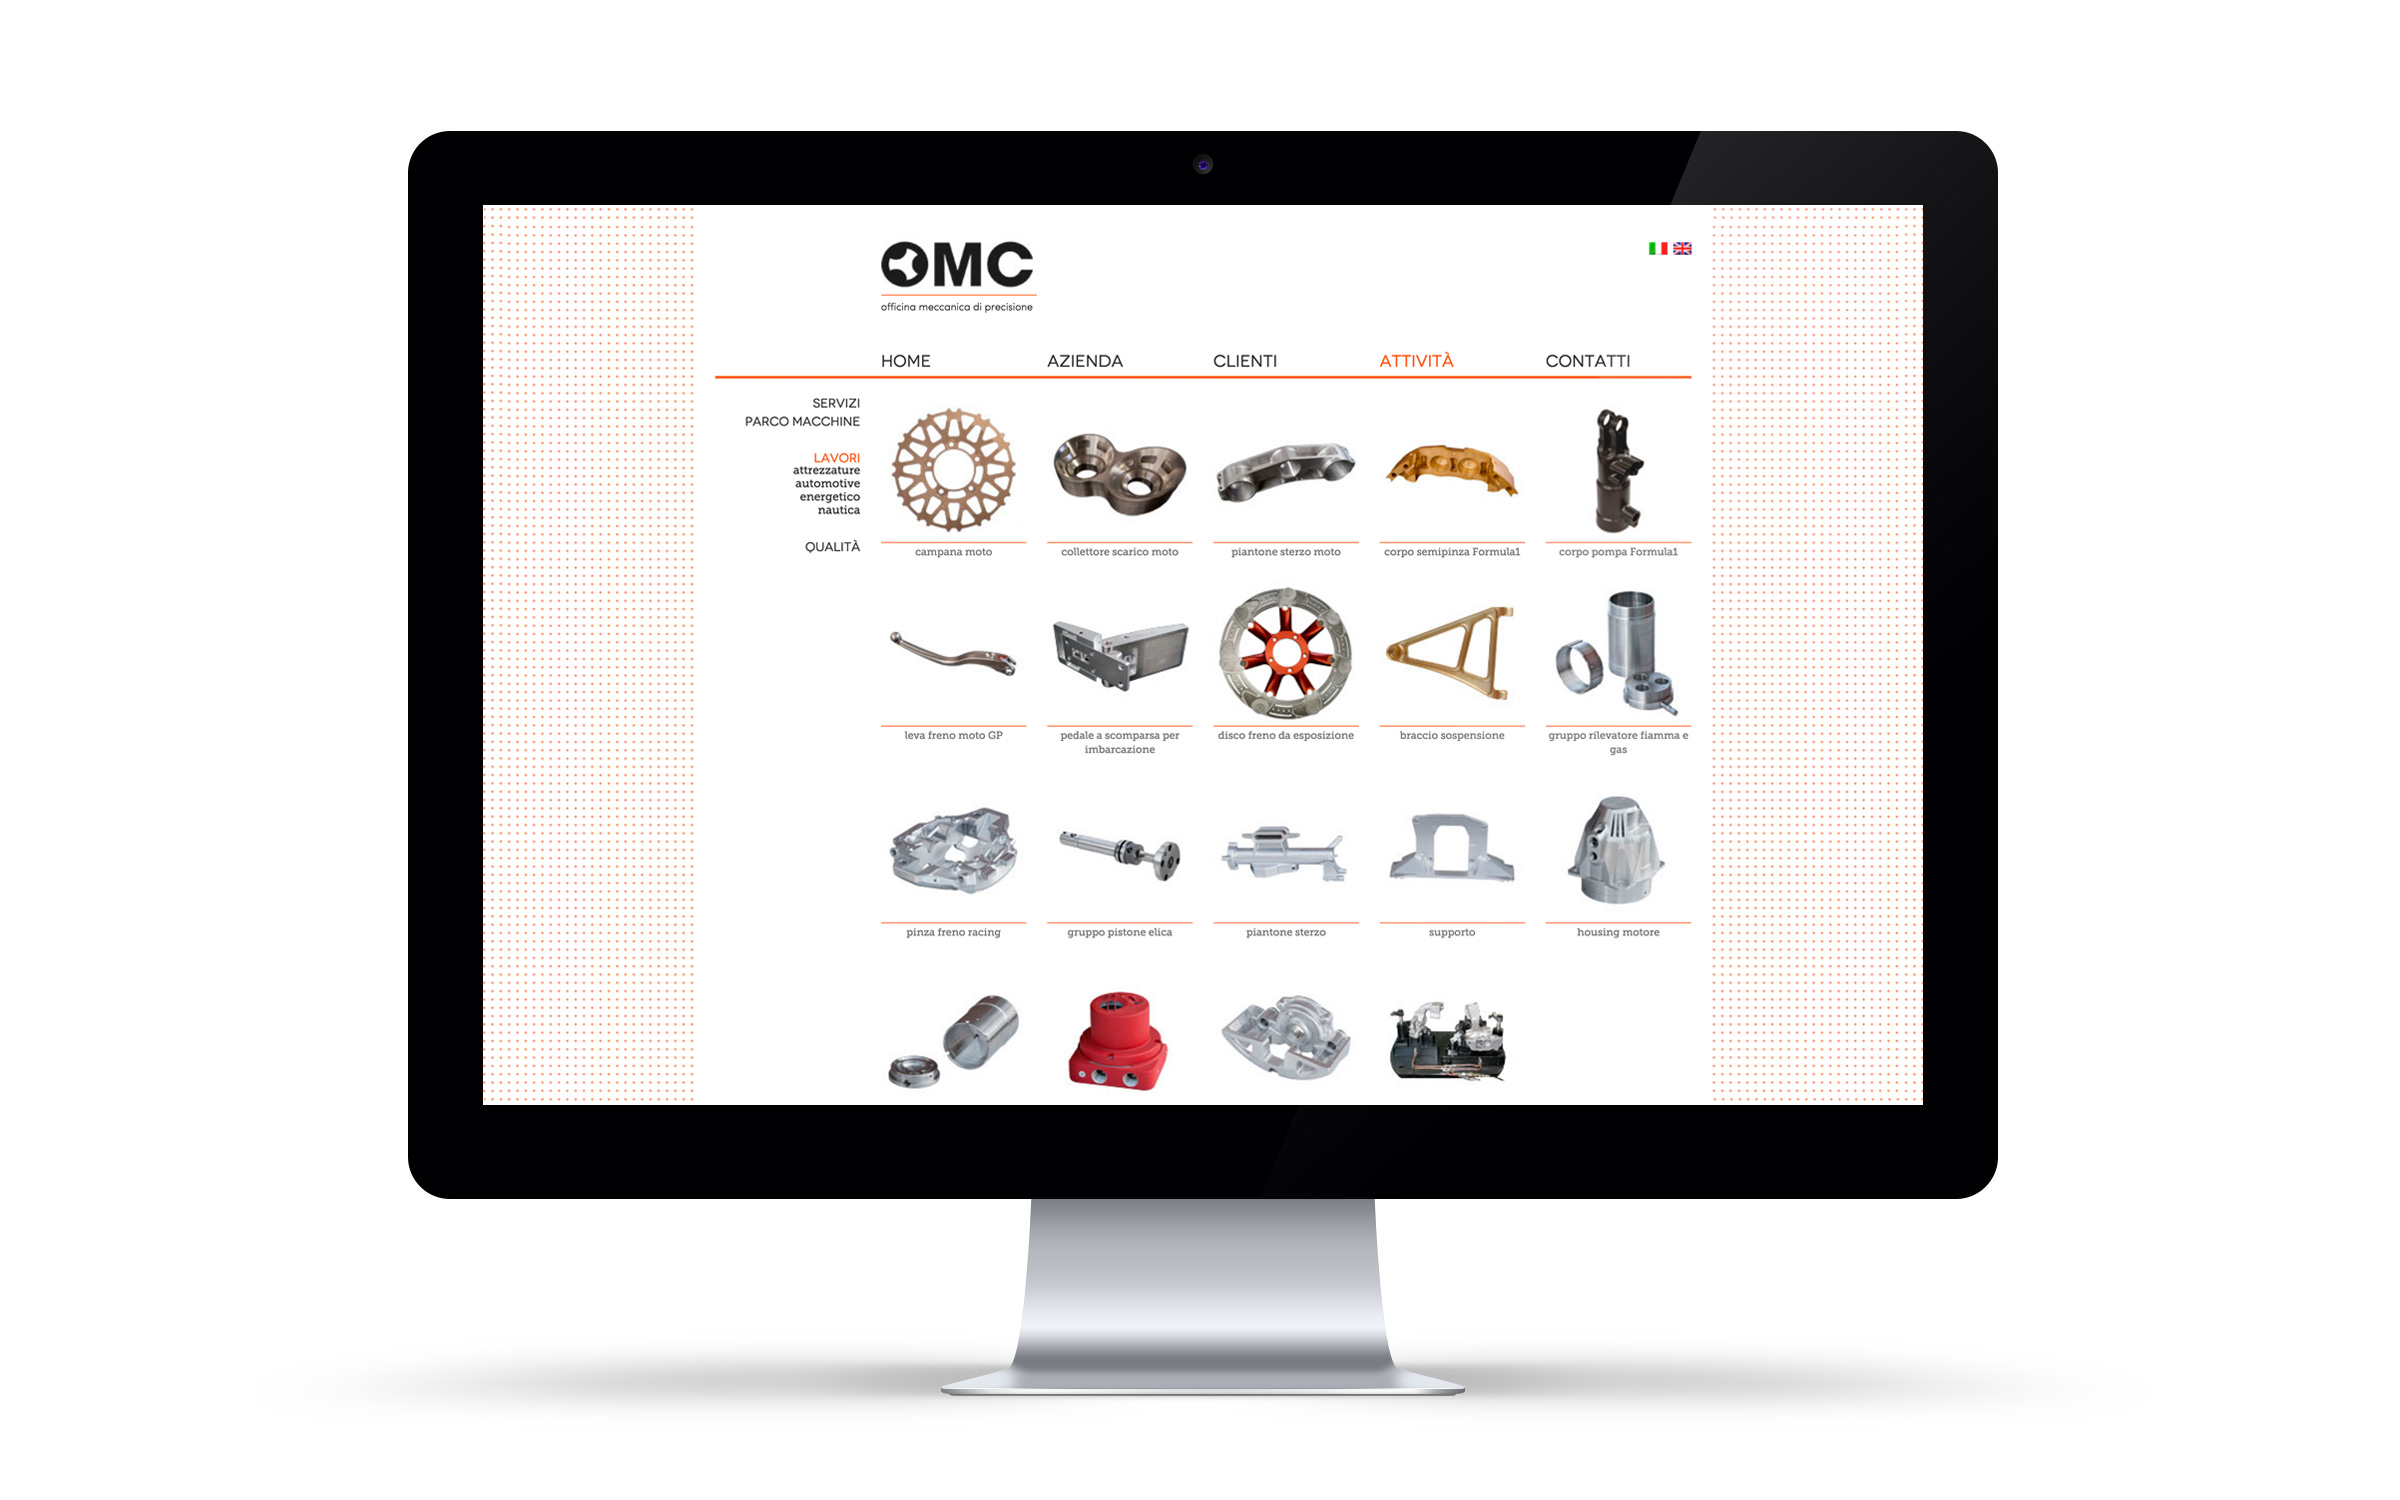 OMC
officina meccanica di precisione
HOME
AZIENDA
CLIENTI
ATTIVITÀ
CONTATTI
SERVIZI
PARCO MACCHINE
LAVORI
attrezzature
automotive
energetico
nautica
QUALITÀ
campana moto
collettore scarico moto
piantone sterzo moto
corpo semipinza Formula1
corpo pompa Formula1
leva freno moto GP
pedale a scomparsa per
imbarcazione
disco freno da esposizione
braccio sospensione
gruppo rilevatore fiamma e
gas
pinza freno racing
gruppo pistone elica
piantone sterzo
supporto
housing motore